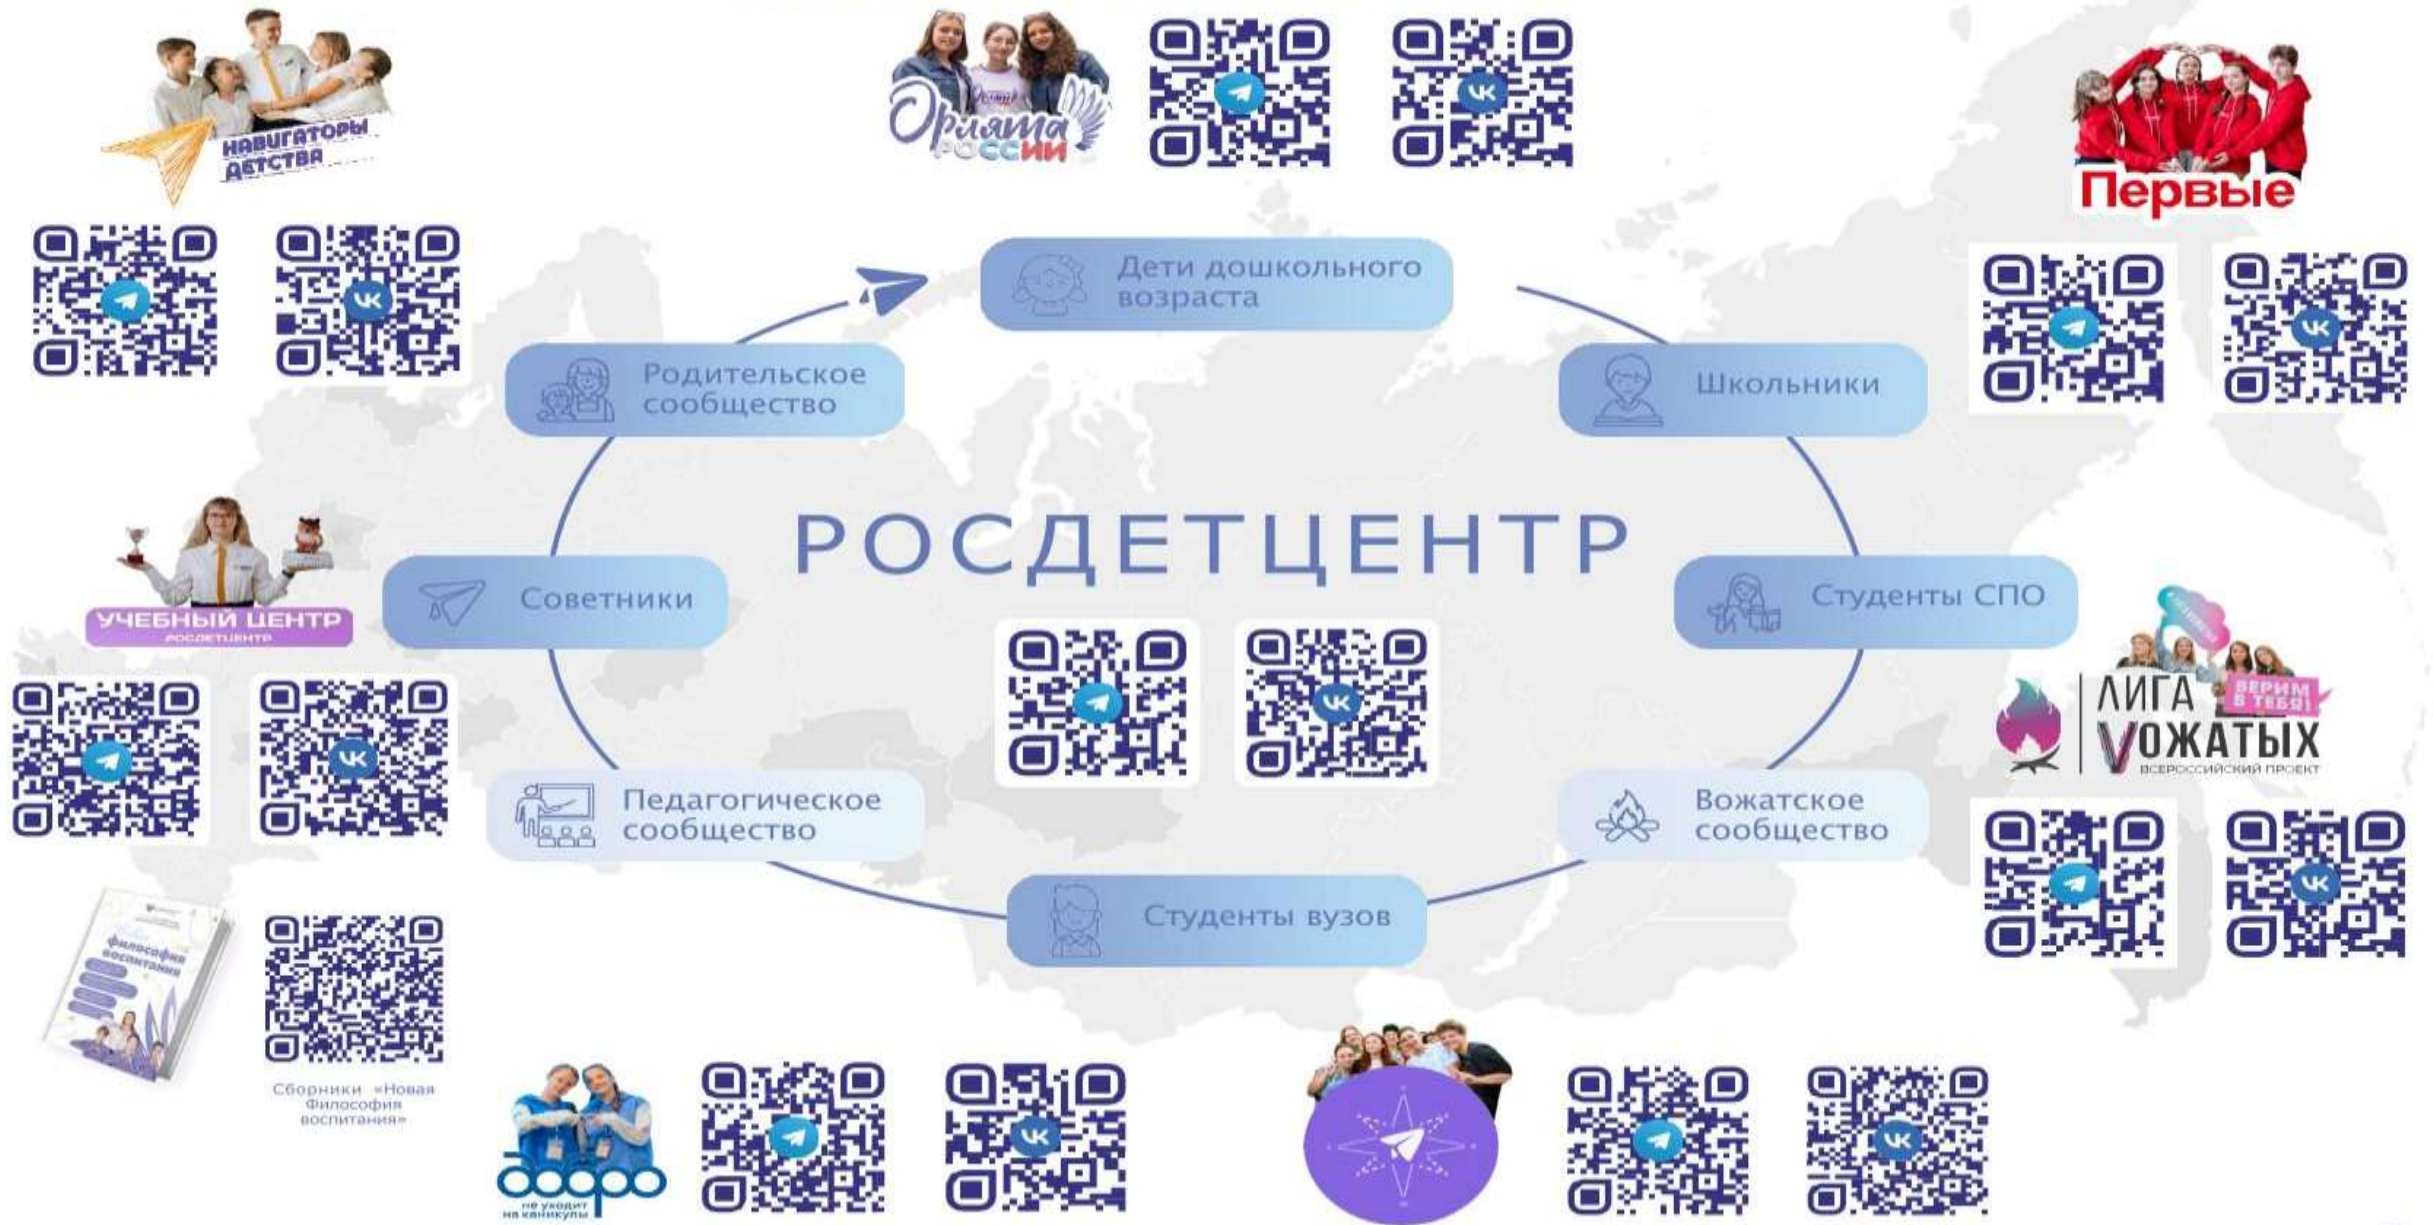 НАВИГАТОРЫ
ДЕТСТВА
Орлята
РОССИИ
Первые
Дети дошкольного
возраста
Родительское
сообщество
Школьники
РОСДЕТЦЕНТР
УЧЕБНЫЙ ЦЕНТР
РОСДЕТЦЕНТР
Советники
Студенты СПО
ЛИГА
VОЖАТЫХ
ВСЕРОССИЙСКИЙ ПРОЕКТ
ВЕРИМ
В ТЕБЯ!
Педагогическое
сообщество
Вожатское
сообщество
Студенты вузов
философия
воспитания
Сборники «Новая
Философия
воспитания»
добро
не уходит
на каникулы